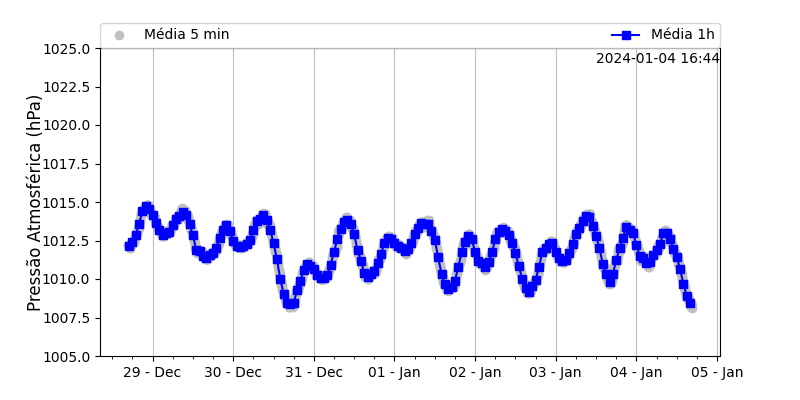 Média 5 min
Média 1h
2024-01-04 16:44
Pressão Atmosférica (hPa)
1025.0
1022.5
1020.0
1017.5
1015.0
1012.5
1010.0
1007.5
1005.0
29 - Dec
30 - Dec
31 - Dec
01 - Jan
02 - Jan
03 - Jan
04 - Jan
05 - Jan